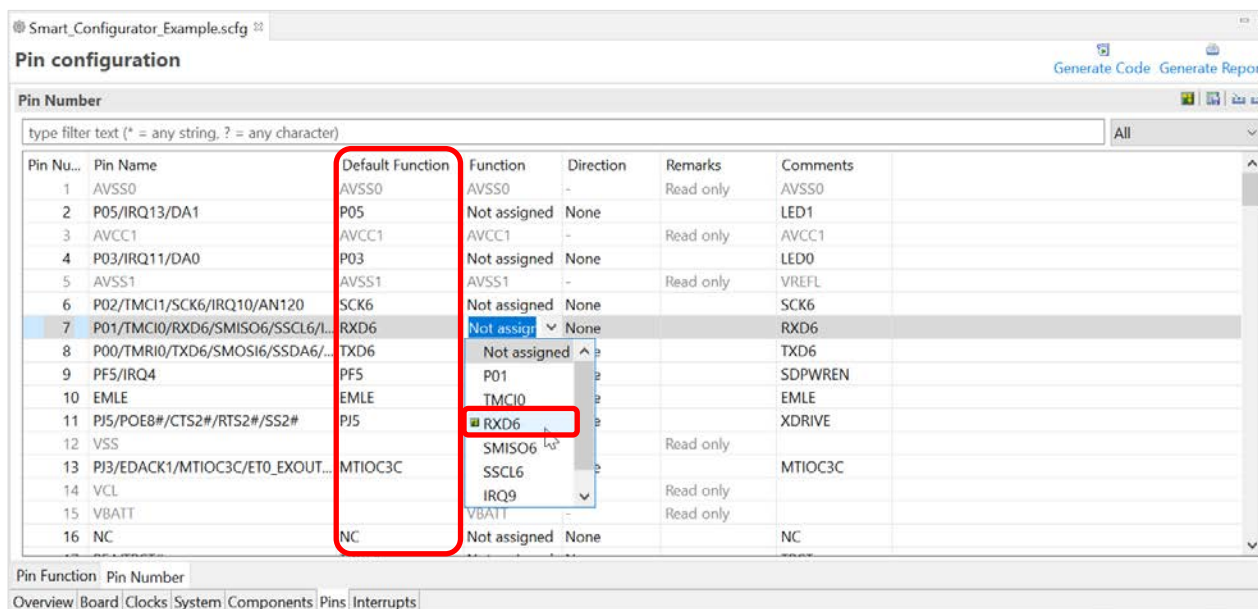 Smart_Configurator_Example.scfg
Pin configuration
Generate Code Generate Repor
Pin Number
type filter text (* = any string, ? = any character) All
Pin Nu... Pin Name Default Function Function Direction Remarks Comments
1 AVSS0 AVSS0 AVSS0 - Read only AVSS0
2 P05/IRQ13/DA1 P05 Not assigned None LED1
3 AVCC1 AVCC1 AVCC1 - Read only AVCC1
4 P03/IRQ11/DA0 P03 Not assigned None LED0
5 AVSS1 AVSS1 AVSS1 - Read only VREFL
6 P02/TMCI1/SCK6/IRQ10/AN120 SCK6 Not assigned None SCK6
7 P01/TMCI0/RXD6/SMISO6/SSCL6/I... RXD6 Not assigr None RXD6
8 P00/TMRI0/TXD6/SMOSI6/SSDA6/... TXD6 Not assigned TXD6
9 PF5/IRQ4 PF5 P01 SDPWREN
10 EMLE EMLE TMCI0 EMLE
11 PJ5/POE8#/CTS2#/RTS2#/SS2# PJ5 RXD6 XDRIVE
12 VSS SMISO6 Read only
13 PJ3/EDACK1/MTIOC3C/ET0_EXOUT... MTIOC3C SSCL6 MTIOC3C
14 VCL IRQ9 Read only
15 VBATT VBATT - Read only
16 NC NC Not assigned None NC
Pin Function Pin Number
Overview Board Clocks System Components Pins Interrupts